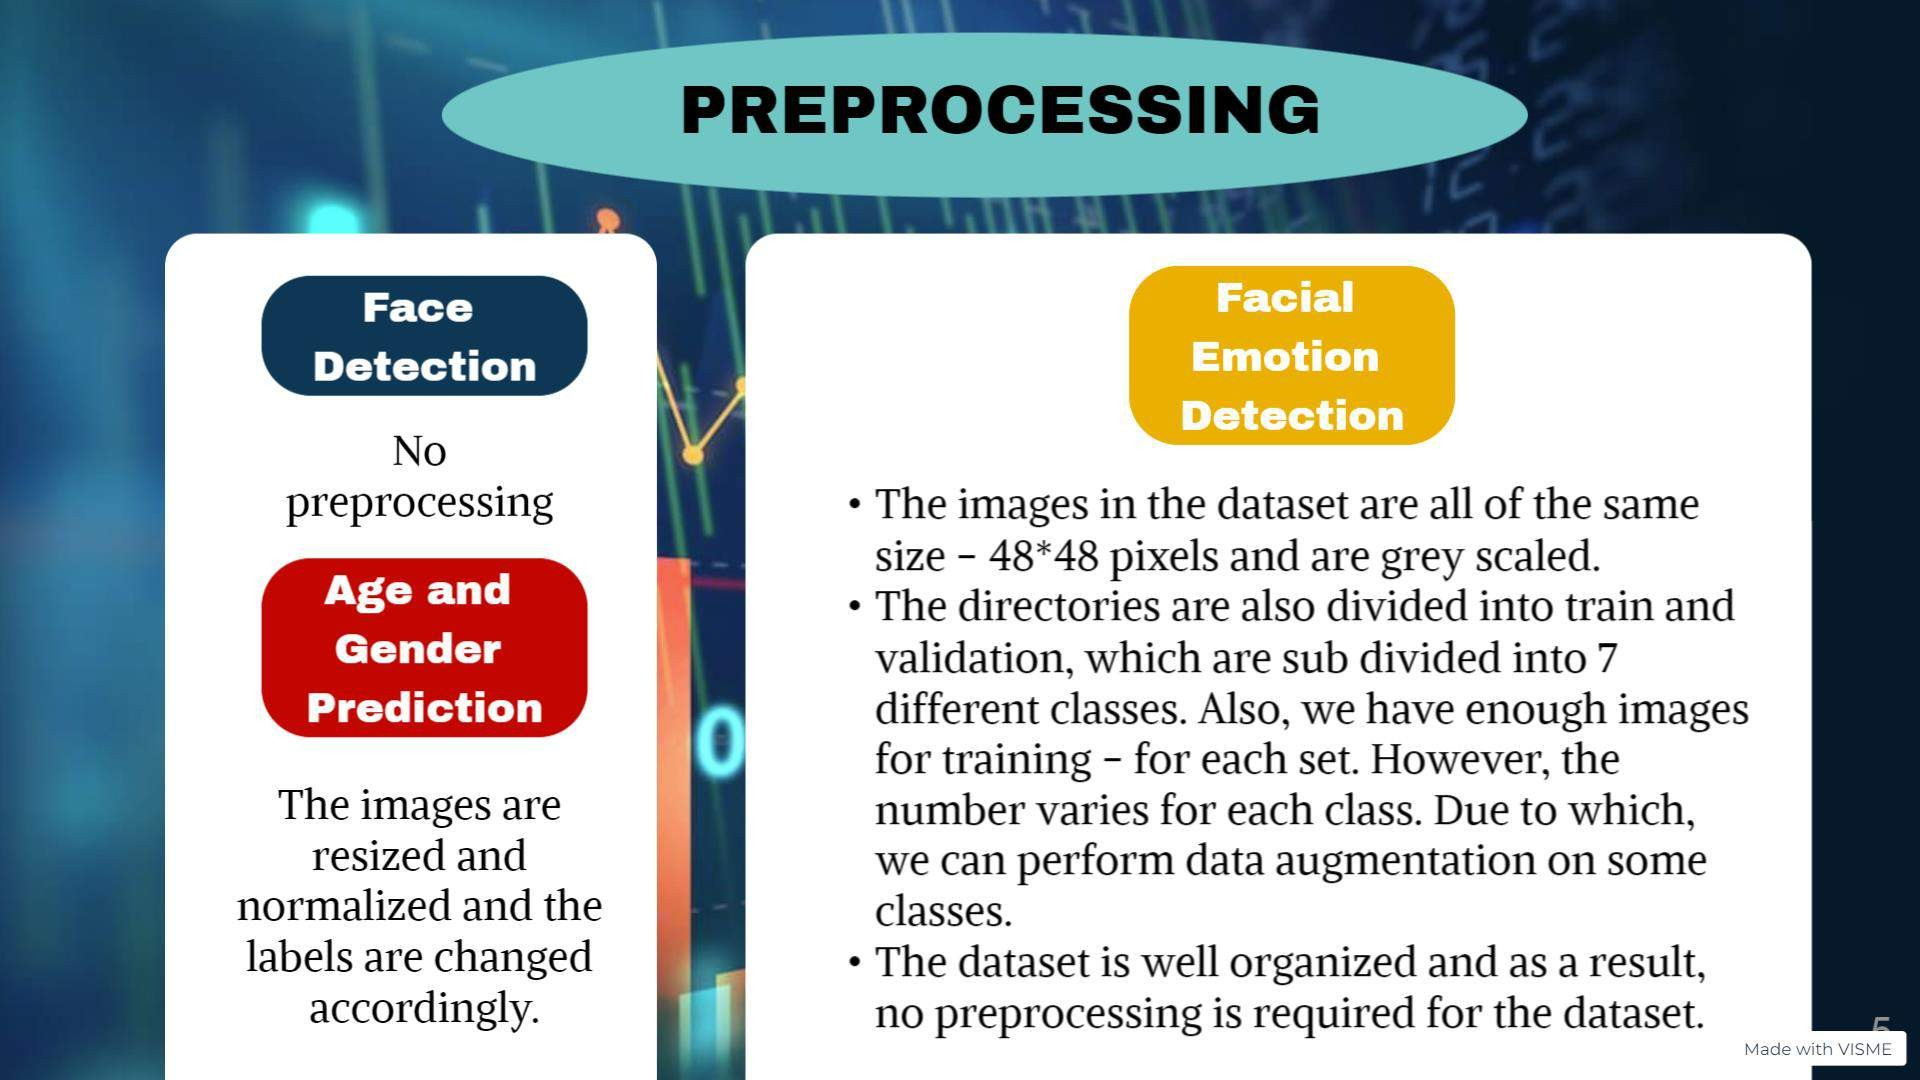 PREPROCESSING
Face
Detection
No
preprocessing
Age and
Gender
Prediction
The images are
resized and
normalized and the
labels are changed
accordingly.
Facial
Emotion
Detection
• The images in the dataset are all of the same
size – 48*48 pixels and are grey scaled.
• The directories are also divided into train and
validation, which are sub divided into 7
different classes. Also, we have enough images
for training – for each set. However, the
number varies for each class. Due to which,
we can perform data augmentation on some
classes.
• The dataset is well organized and as a result,
no preprocessing is required for the dataset.
5
Made with VISME